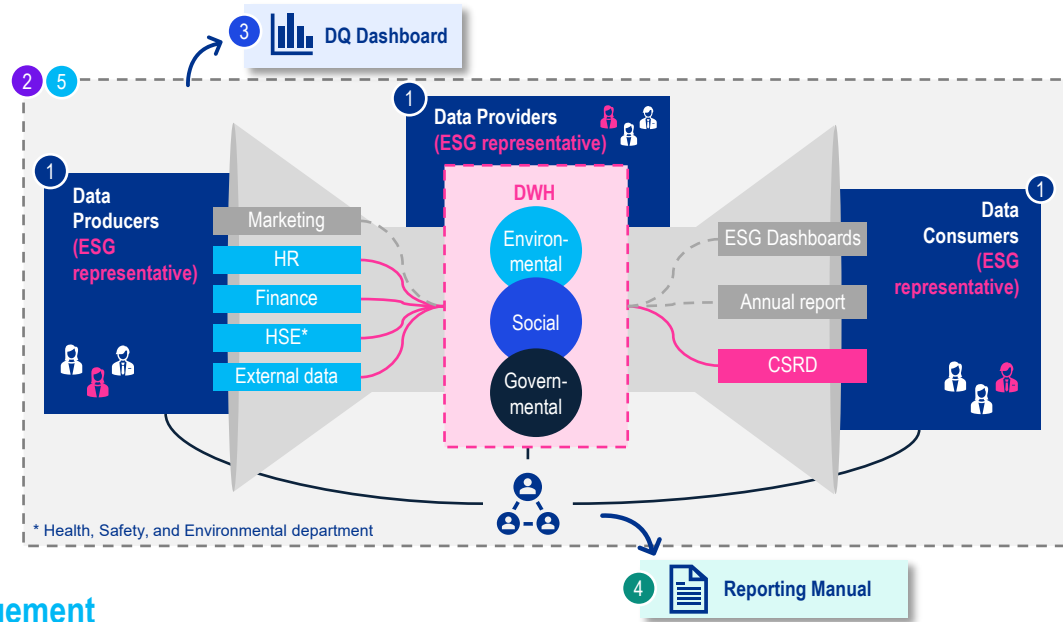 3
DQ Dashboard
2 5
1
Data Providers
(ESG representative)
1
Data
Producers
(ESG
representative)
Marketing
HR
Finance
HSE*
External data
DWH
Environ-
mental
Social
Govern-
mental
ESG Dashboards
Annual report
CSRD
1
Data
Consumers
(ESG
representative)
* Health, Safety, and Environmental department
4
Reporting Manual